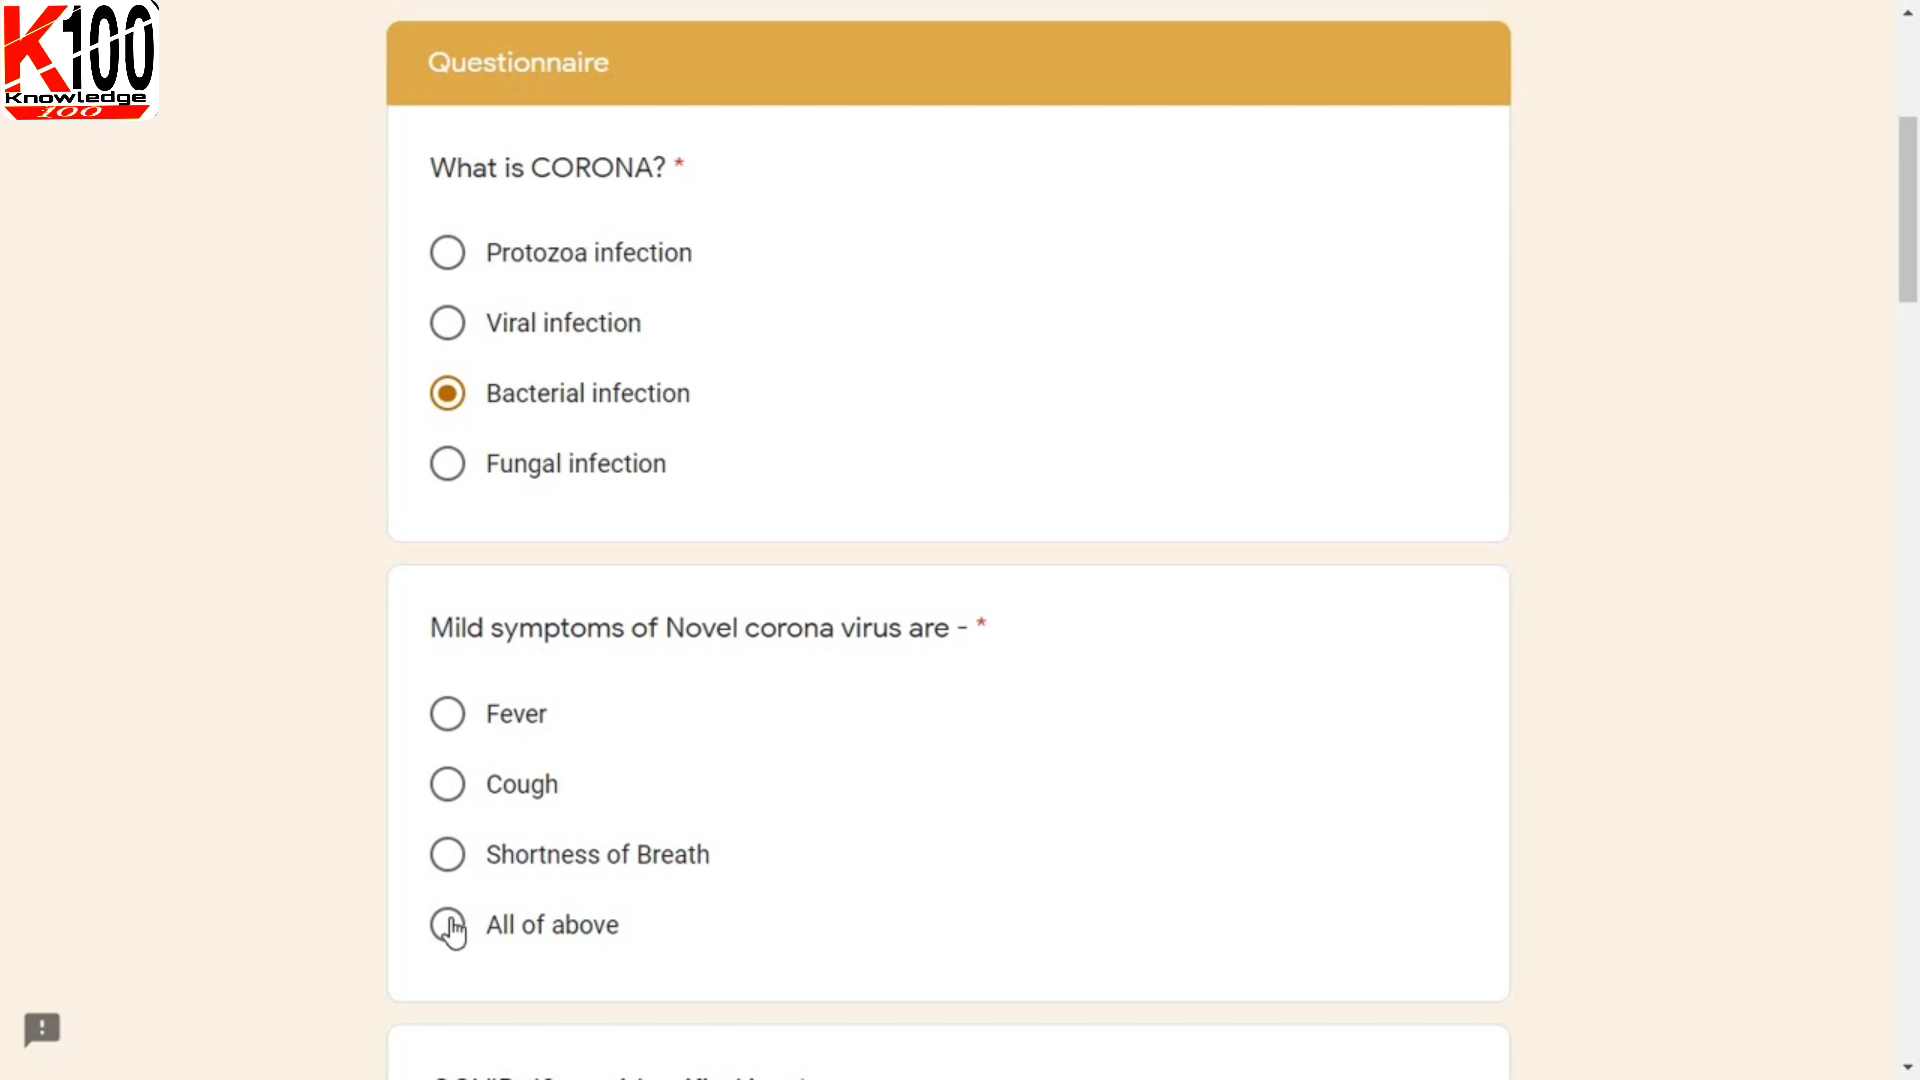 K100
Knowledge
100
Questionnaire
What is CORONA? *
Protozoa infection
Viral infection
Bacterial infection
Fungal infection
Mild symptoms of Novel corona virus are - *
Fever
Cough
Shortness of Breath
All of above